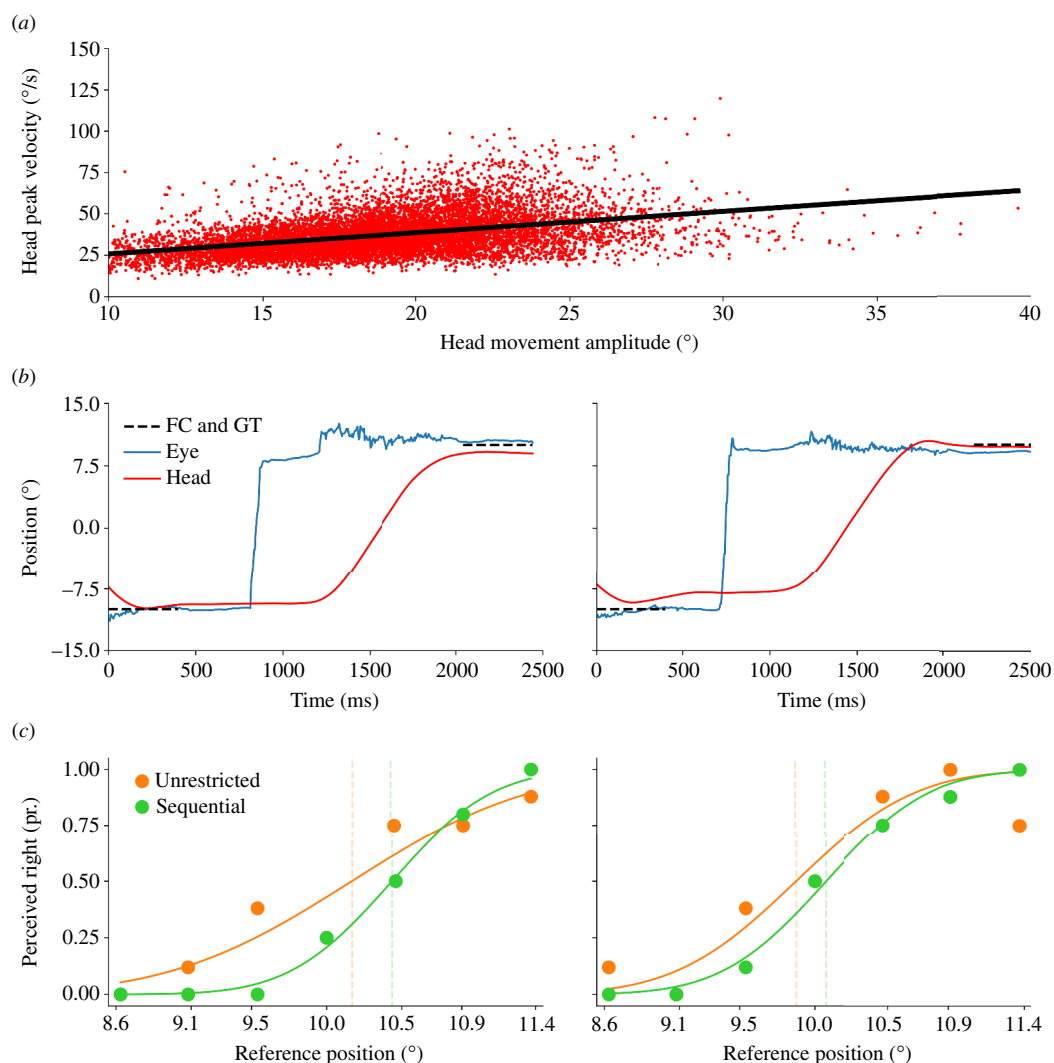 (a)
150
125
100
75
50
25
0
Head peak velocity (°/s)
10 15 20 25 30 35 40
Head movement amplitude (°)
(b)
15.0
7.5
0.0
−7.5
−15.0
Position (°)
FC and GT
Eye
Head
0 500 1000 1500 2000 2500
Time (ms)
0 500 1000 1500 2000 2500
Time (ms)
(c)
1.00
0.75
0.50
0.25
0.00
Perceived right (pr.)
Unrestricted
Sequential
8.6 9.1 9.5 10.0 10.5 10.9 11.4
Reference position (°)
8.6 9.1 9.5 10.0 10.5 10.9 11.4
Reference position (°)